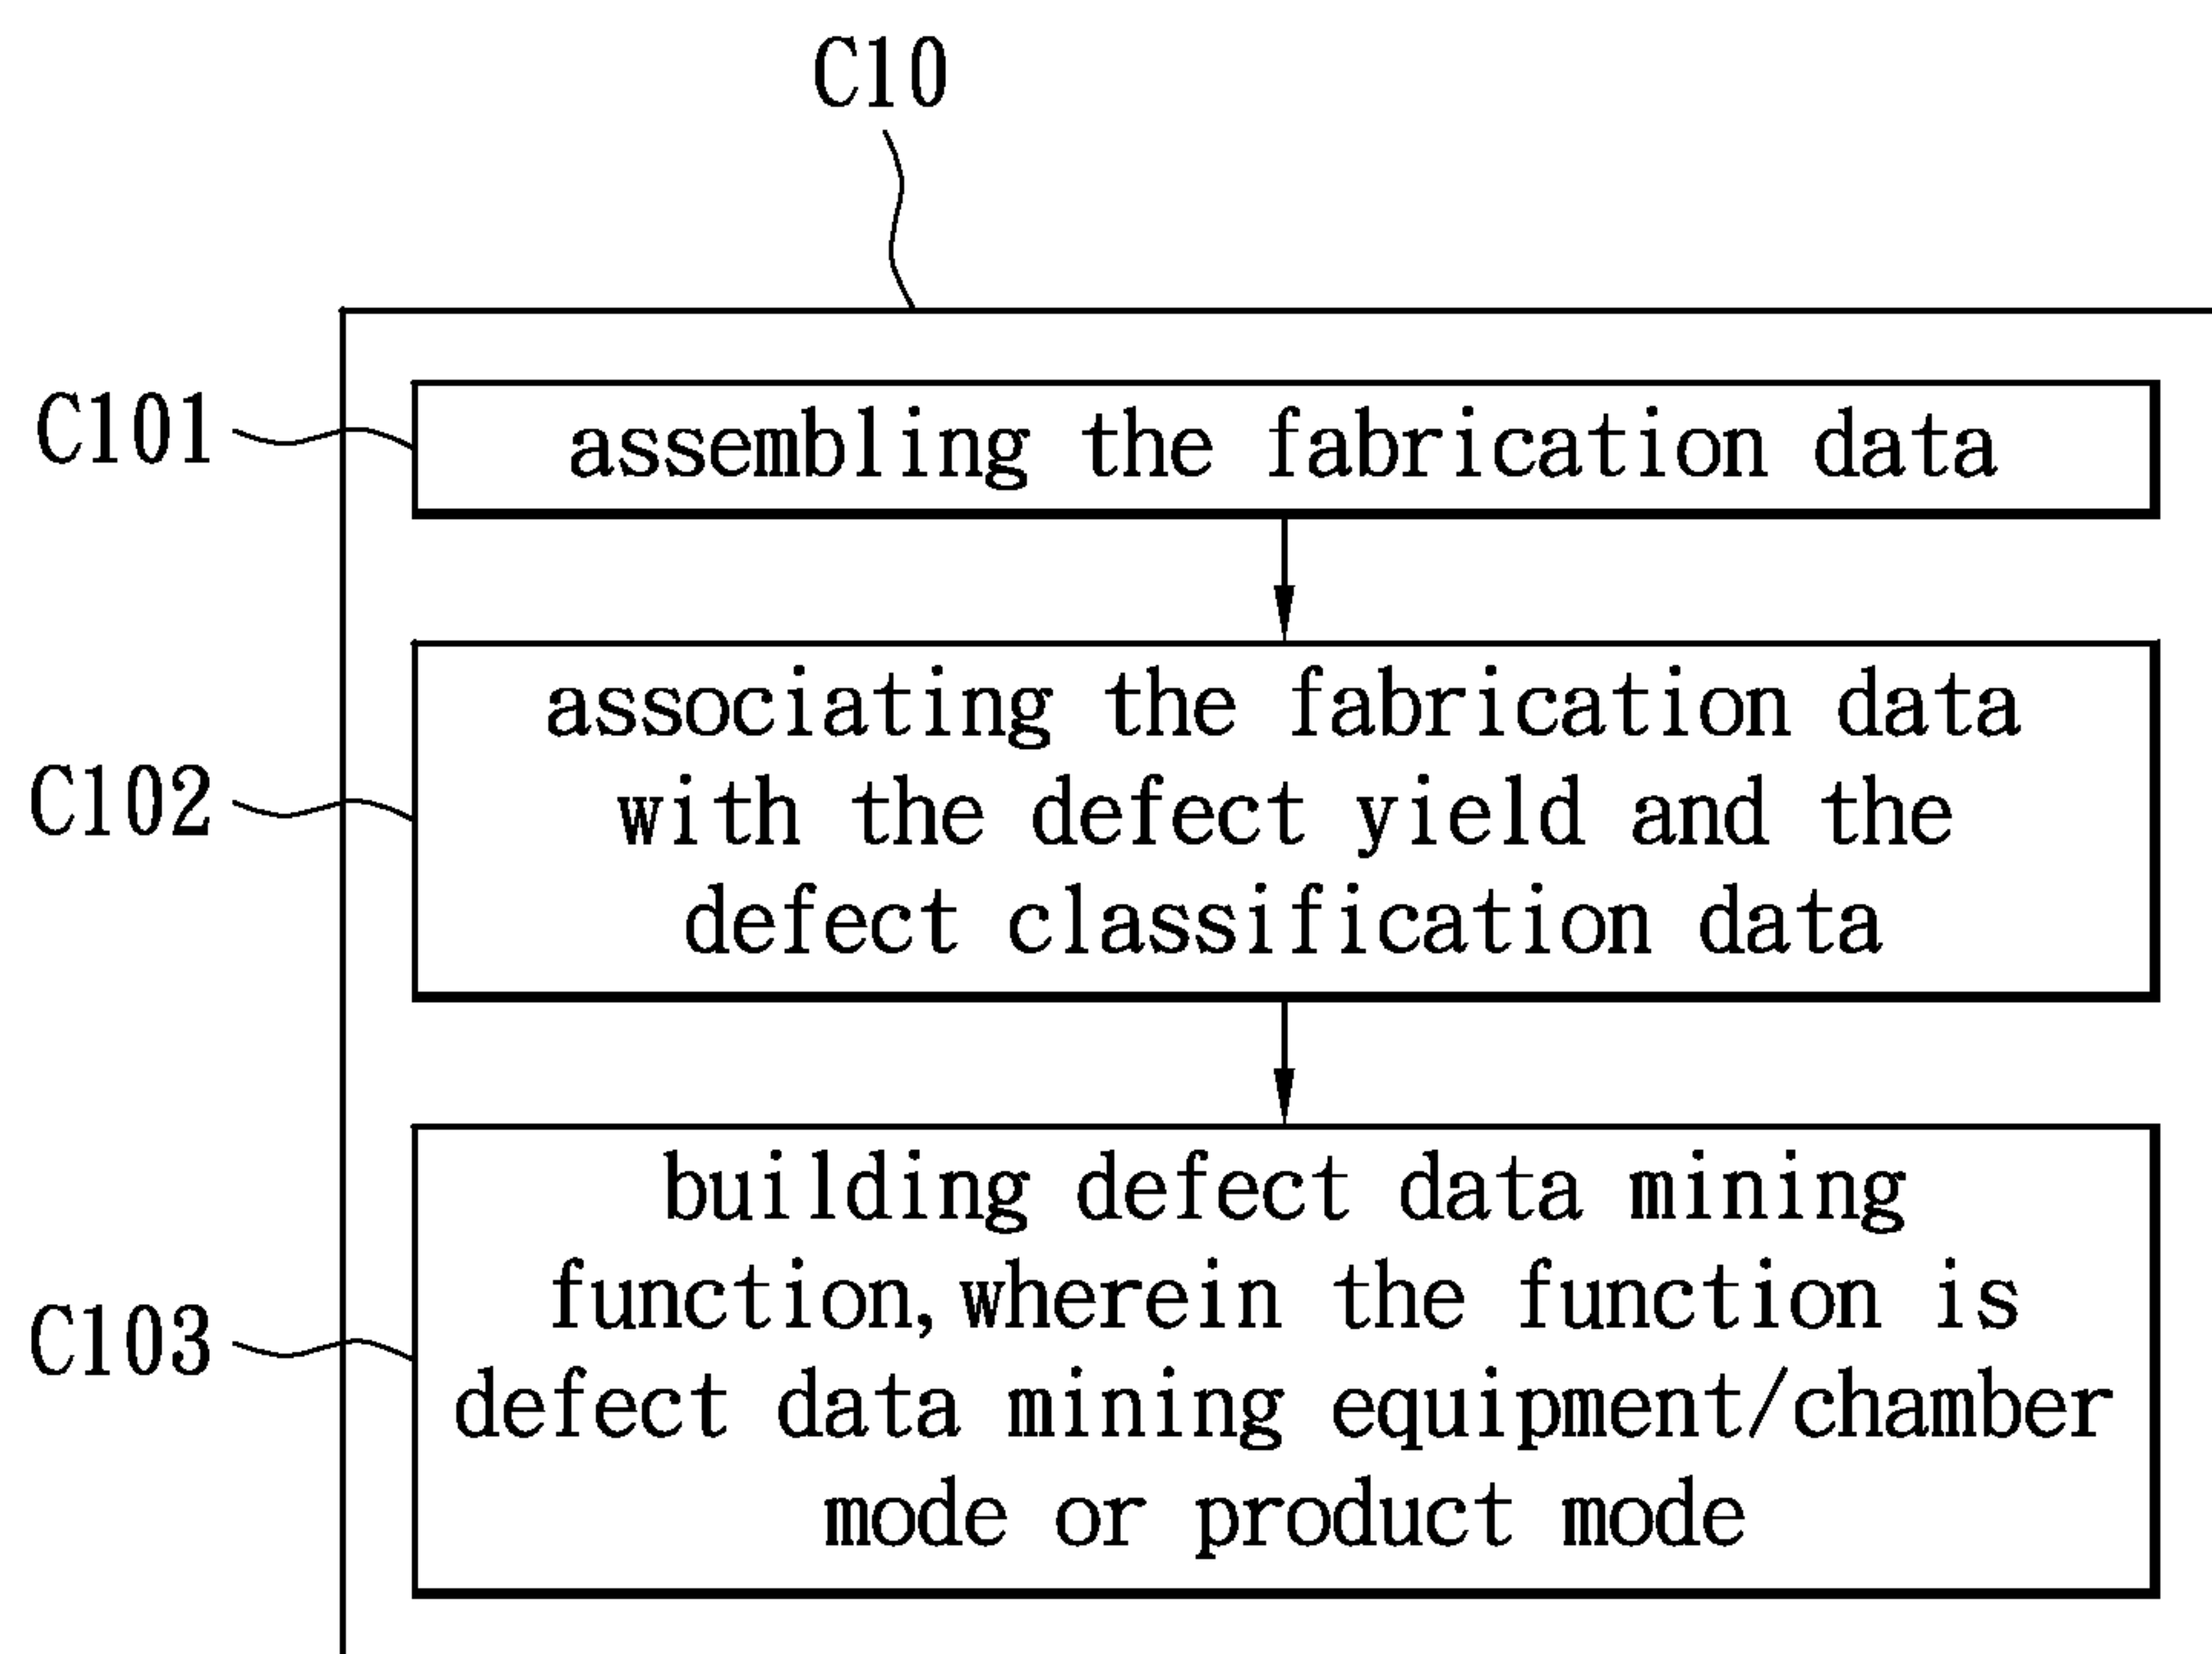 C10
C101
assembling the fabrication data
C102
associating the fabrication data
with the defect yield and the
defect classification data
C103
building defect data mining
function, wherein the function is
defect data mining equipment/chamber
mode or product mode